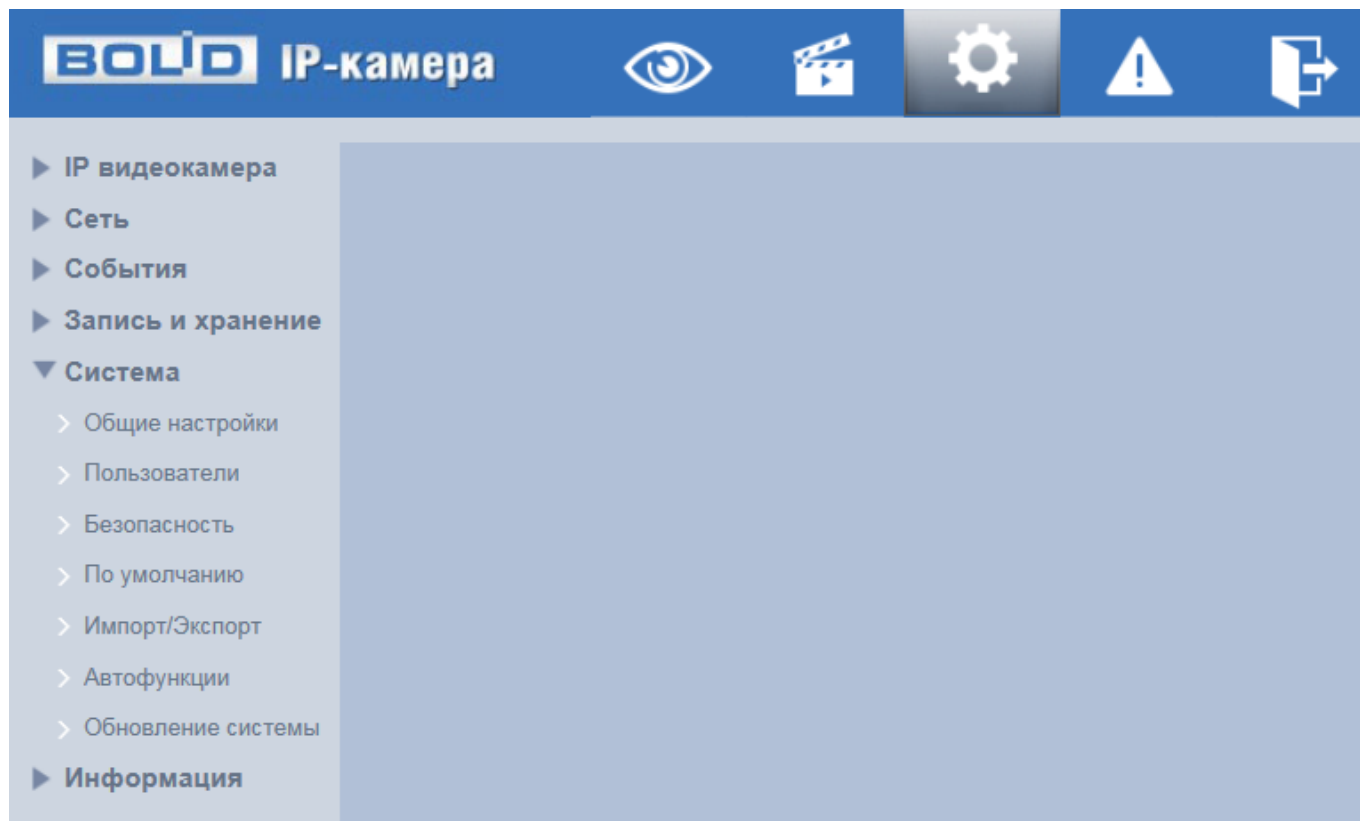 BOLID IP-камера
IP видеокамера
Сеть
События
Запись и хранение
Система
Общие настройки
Пользователи
Безопасность
По умолчанию
Импорт/Экспорт
Автофункции
Обновление системы
Информация